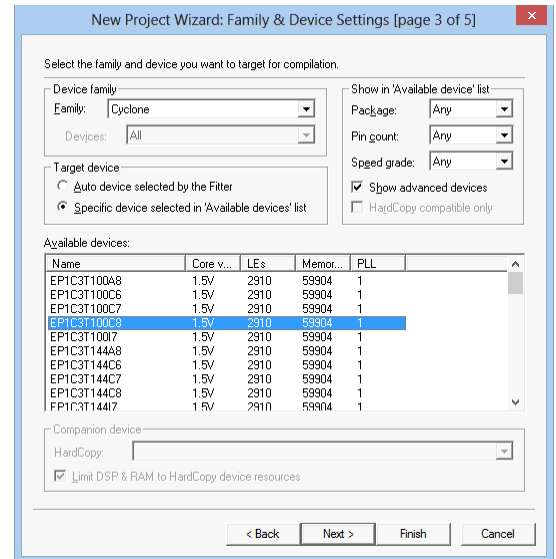 New Project Wizard: Family & Device Settings [page 3 of 5]
Select the family and device you want to target for compilation.
Device family
Family: Cyclone
Devices: All
Show in 'Available device' list
Package: Any
Pin count: Any
Speed grade: Any
Show advanced devices
HardCopy compatible only
Target device
Auto device selected by the Fitter
Specific device selected in 'Available devices' list
Available devices:
Name Core v... LEs Memor... PLL
EP1C3T100A8 1.5V 2910 59904 1
EP1C3T100C6 1.5V 2910 59904 1
EP1C3T100C7 1.5V 2910 59904 1
EP1C3T100C8 1.5V 2910 59904 1
EP1C3T100I7 1.5V 2910 59904 1
EP1C3T144A8 1.5V 2910 59904 1
EP1C3T144C6 1.5V 2910 59904 1
EP1C3T144C7 1.5V 2910 59904 1
EP1C3T144C8 1.5V 2910 59904 1
EP1C3T144I7 1.5V 2910 59904 1
Companion device
HardCopy:
Limit DSP & RAM to HardCopy device resources
< Back Next > Finish Cancel